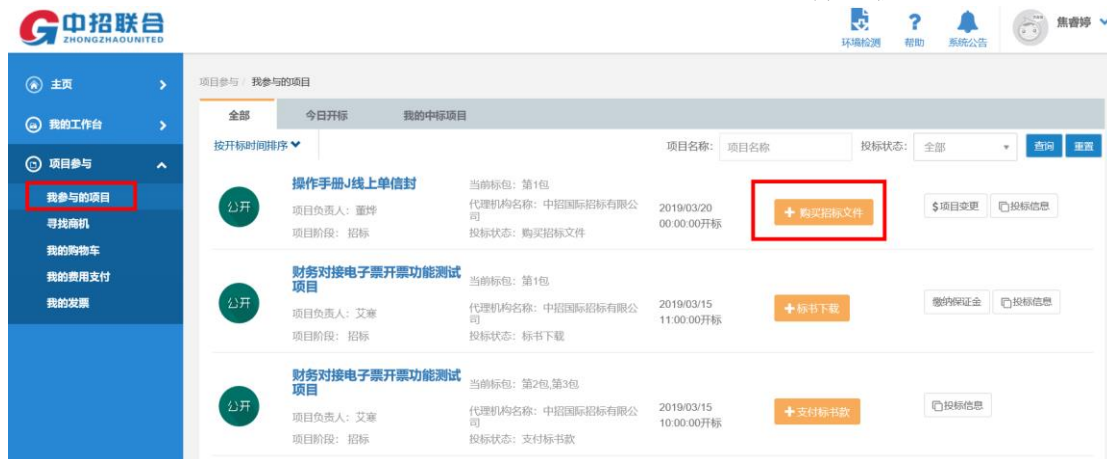 中招联合
ZHONGZHAOUNITED
环境检测
帮助
系统公告
焦睿婷
主页
我的工作台
项目参与
我参与的项目
寻找商机
我的购物车
我的费用支付
我的发票
项目参与 / 我参与的项目
全部
今日开标
我的中标项目
按开标时间排序
项目名称: 项目名称
投标状态: 全部
查询
重置
公开
操作手册J线上单信封
项目负责人: 董烨
项目阶段: 招标
当前标包: 第1包
代理机构名称: 中招国际招标有限公
司
投标状态: 购买招标文件
2019/03/20
00:00:00开标
+ 购买招标文件
$项目变更
投标信息
公开
财务对接电子票开票功能测试
项目
项目负责人: 艾寒
项目阶段: 招标
当前标包: 第1包
代理机构名称: 中招国际招标有限公
司
投标状态: 标书下载
2019/03/15
11:00:00开标
+标书下载
缴纳保证金
投标信息
公开
财务对接电子票开票功能测试
项目
项目负责人: 艾寒
项目阶段: 招标
当前标包: 第2包,第3包
代理机构名称: 中招国际招标有限公
司
投标状态: 支付标书款
2019/03/15
10:00:00开标
+支付标书款
投标信息